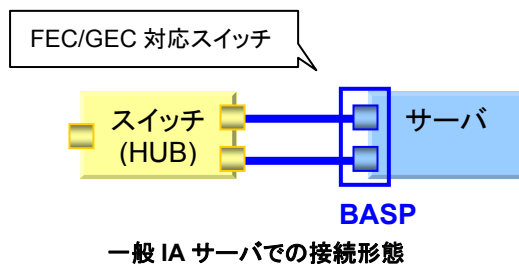 FEC/GEC 対応スイッチ
スイッチ
(HUB)
サーバ
BASP
一般 IA サーバでの接続形態